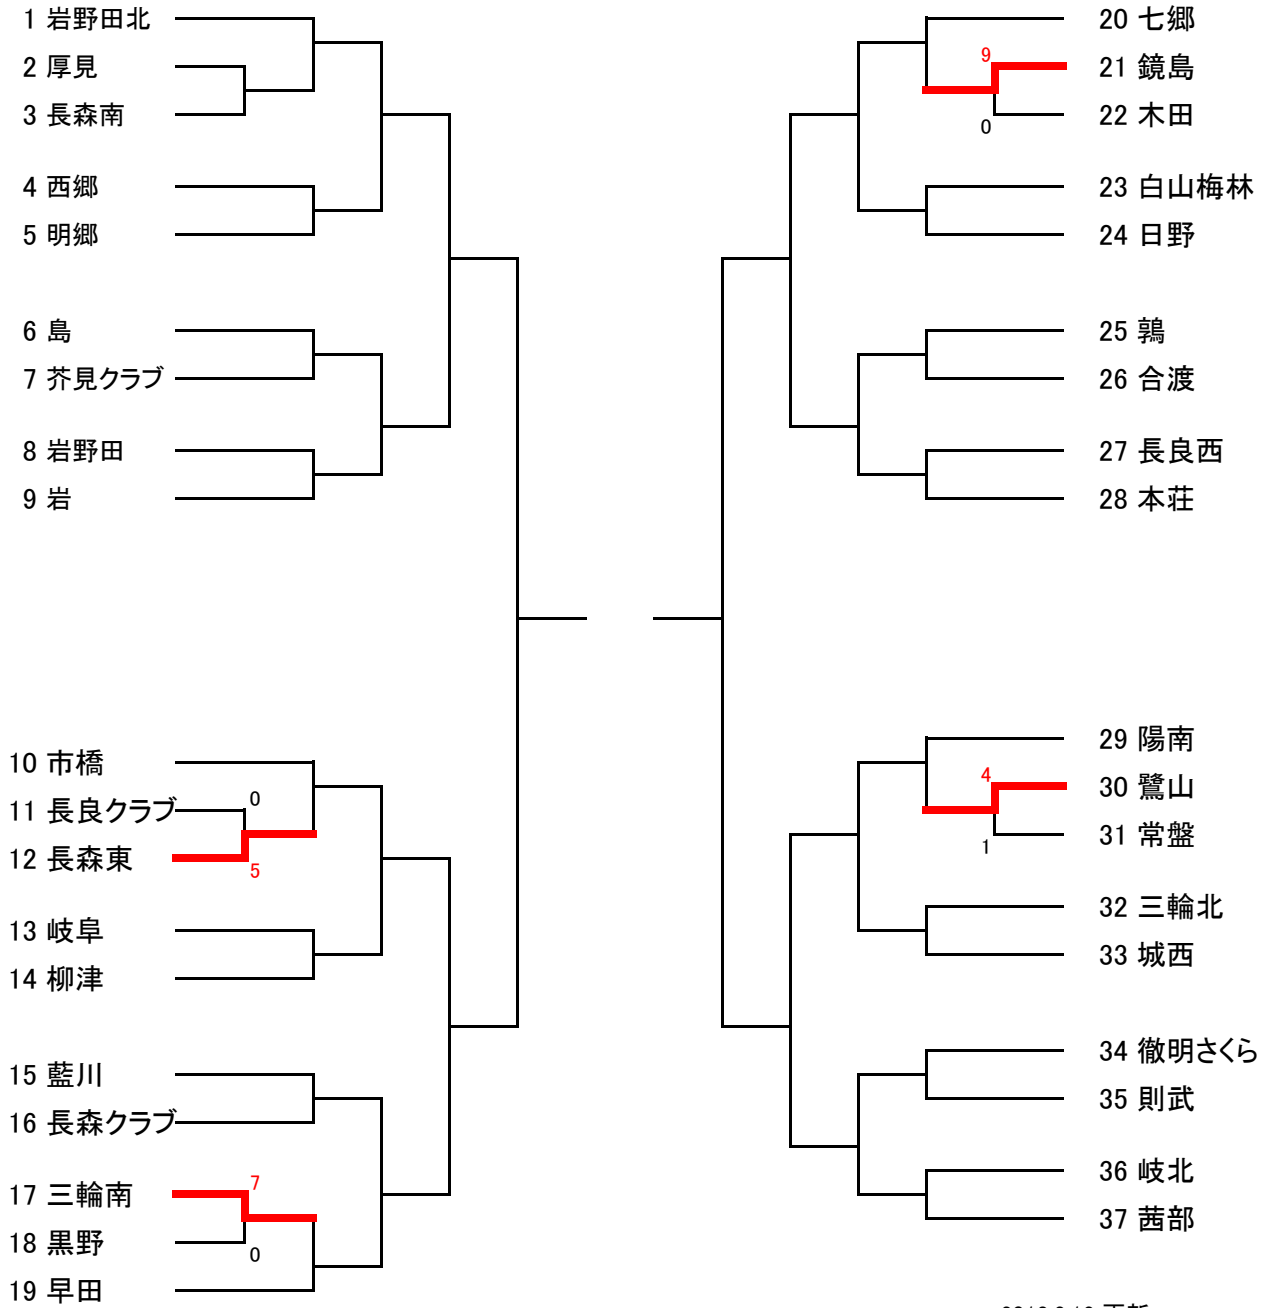 1 岩野田北
2 厚見
3 長森南
4 西郷
5 明郷
6 島
7 芥見クラブ
8 岩野田
9 岩
10 市橋
11 長良クラブ
0
12 長森東
5
13 岐阜
14 柳津
15 藍川
16 長森クラブ
17 三輪南
7
18 黒野
0
19 早田
20 七郷
9
21 鏡島
22 木田
0
23 白山梅林
24 日野
25 鶉
26 合渡
27 長良西
28 本荘
29 陽南
4
30 鷺山
31 常盤
1
32 三輪北
33 城西
34 徹明さくら
35 則武
36 岐北
37 茜部